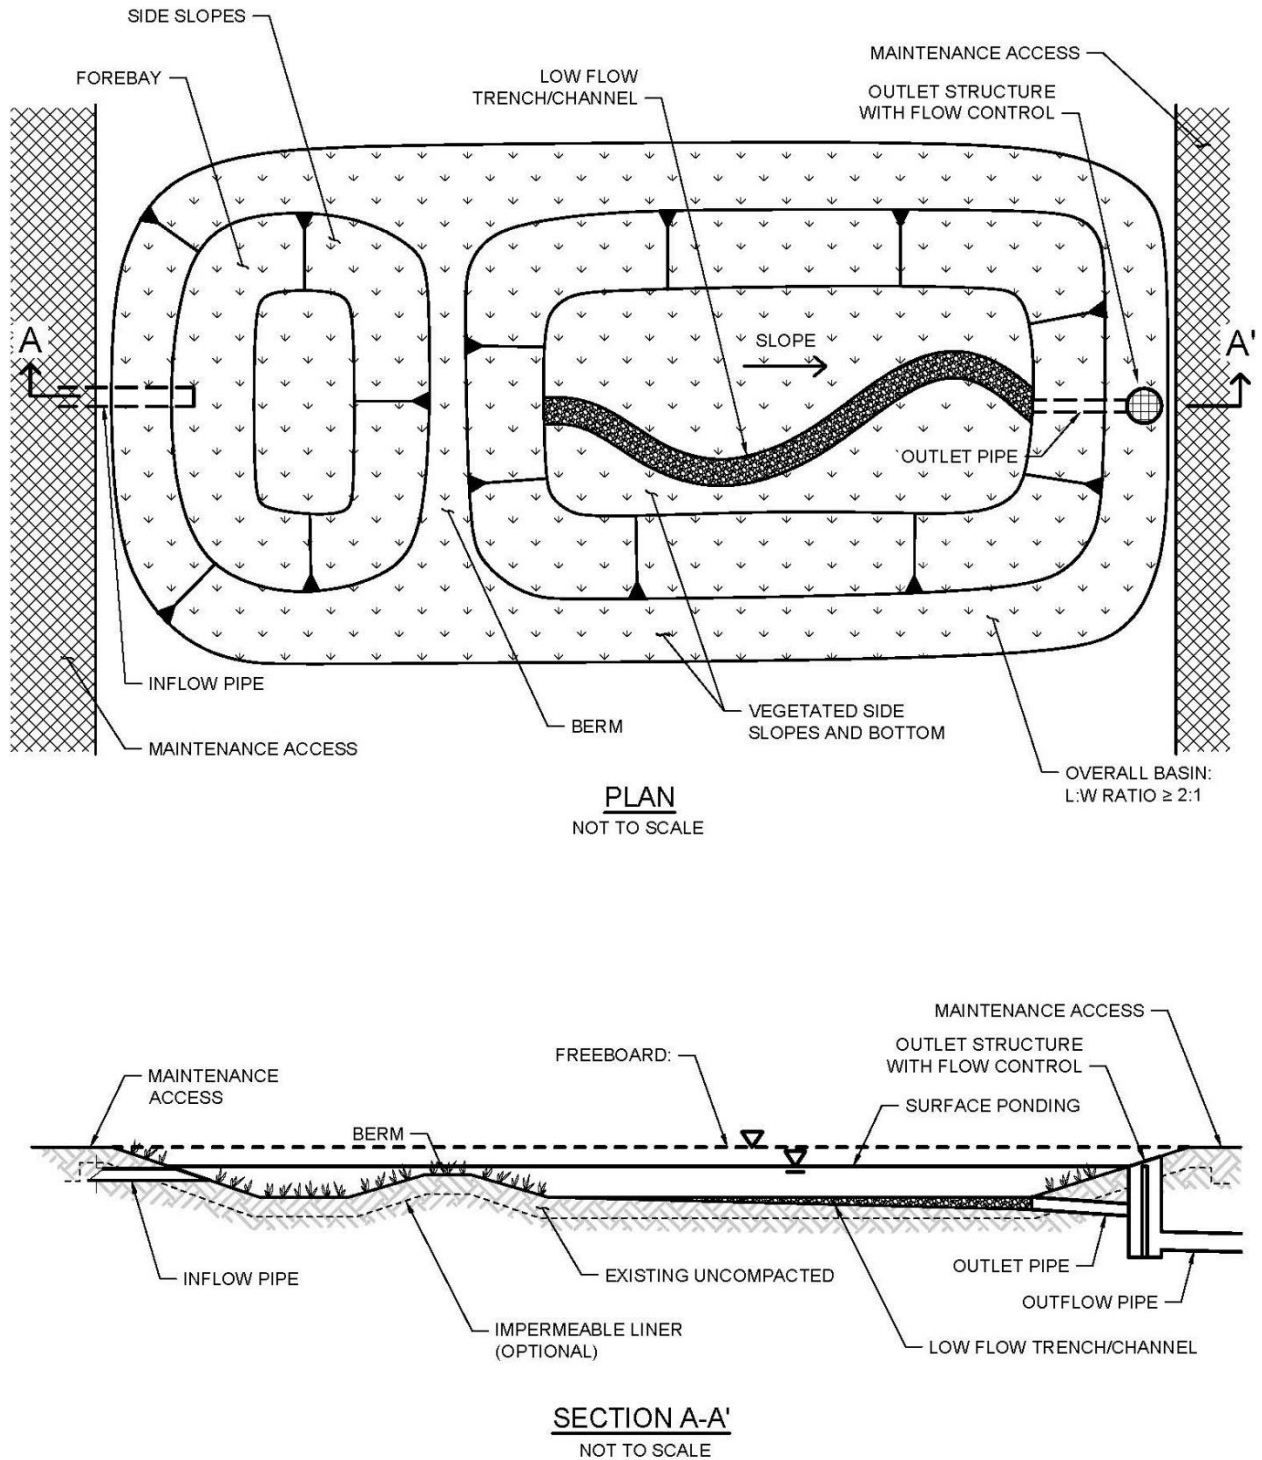 SIDE SLOPES
FOREBAY
LOW FLOW
TRENCH/CHANNEL
MAINTENANCE ACCESS
OUTLET STRUCTURE
WITH FLOW CONTROL
A
SLOPE
A'
OUTLET PIPE
INFLOW PIPE
MAINTENANCE ACCESS
BERM
VEGETATED SIDE
SLOPES AND BOTTOM
OVERALL BASIN:
L:W RATIO ≥ 2:1
PLAN
NOT TO SCALE
MAINTENANCE ACCESS
OUTLET STRUCTURE
WITH FLOW CONTROL
FREEBOARD:
MAINTENANCE
ACCESS
SURFACE PONDING
BERM
INFLOW PIPE
EXISTING UNCOMPACTED
OUTLET PIPE
OUTFLOW PIPE
IMPERMEABLE LINER
(OPTIONAL)
LOW FLOW TRENCH/CHANNEL
SECTION A-A'
NOT TO SCALE